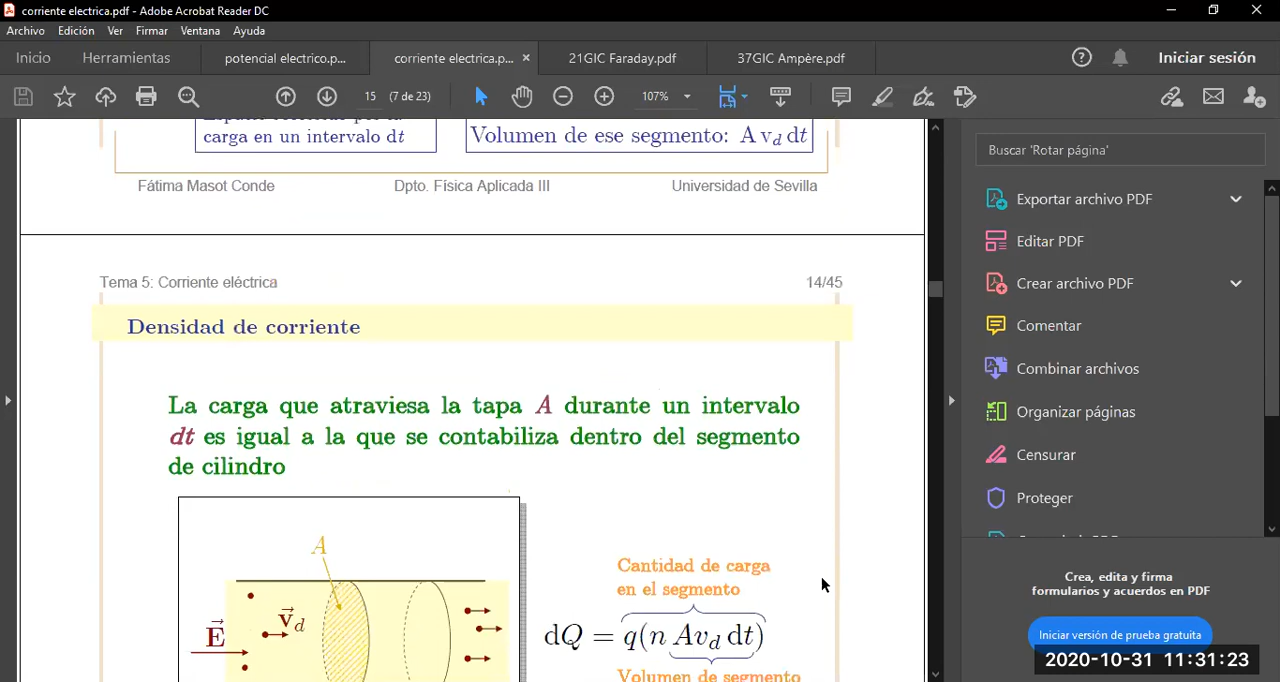 corriente electrica.pdf - Adobe Acrobat Reader DC
Archivo Edición Ver Firmar Ventana Ayuda
Inicio Herramientas potencial electrico.p... corriente electrica.p... × 21GIC Faraday.pdf 37GIC Ampère.pdf Iniciar sesión
15 (7 de 23) 107%
carga en un intervalo dt
Volumen de ese segmento: A v_d dt
Fátima Masot Conde Dpto. Física Aplicada III Universidad de Sevilla
Tema 5: Corriente eléctrica 14/45
Densidad de corriente
La carga que atraviesa la tapa A durante un intervalo
dt es igual a la que se contabiliza dentro del segmento
de cilindro
A
E⃗
v⃗_d
Cantidad de carga
en el segmento
dQ = q(n Av_d dt)
Volumen de segmento
Buscar 'Rotar página'
Exportar archivo PDF
Editar PDF
Crear archivo PDF
Comentar
Combinar archivos
Organizar páginas
Censurar
Proteger
Crea, edita y firma
formularios y acuerdos en PDF
Iniciar versión de prueba gratuita
2020-10-31 11:31:23